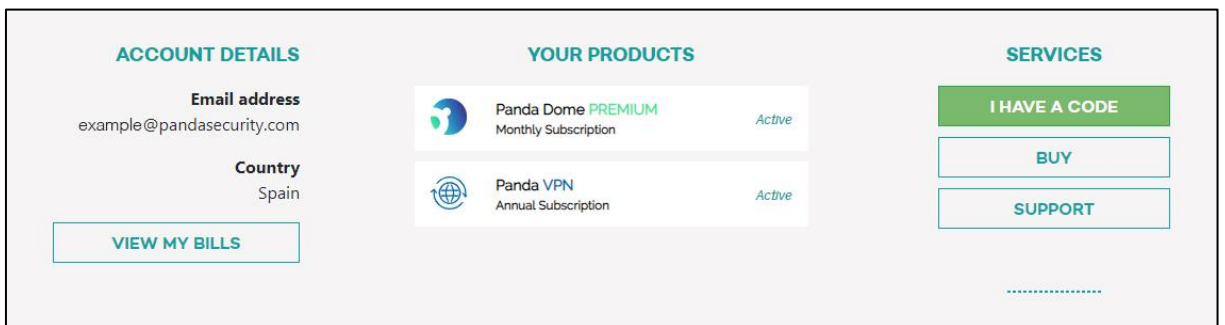 ACCOUNT DETAILS
Email address
example@pandasecurity.com
Country
Spain
VIEW MY BILLS
YOUR PRODUCTS
Panda Dome PREMIUM
Monthly Subscription
Active
Panda VPN
Annual Subscription
Active
SERVICES
I HAVE A CODE
BUY
SUPPORT